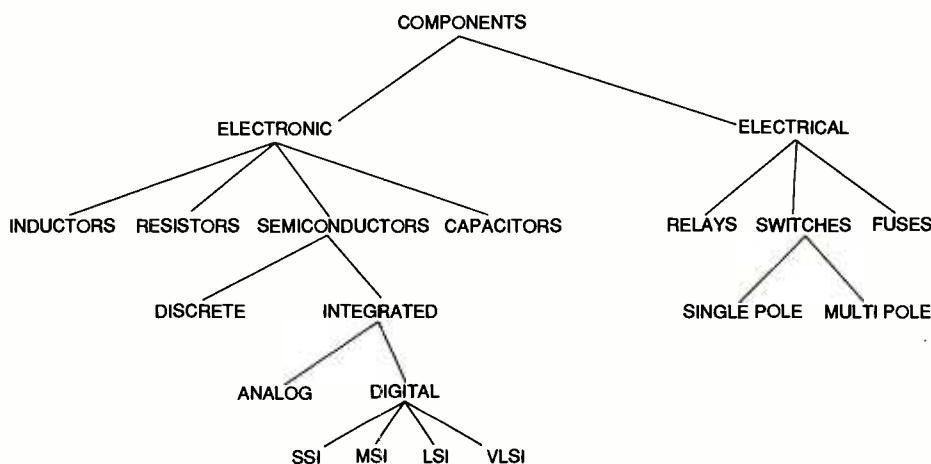 COMPONENTS
ELECTRONIC ELECTRICAL
INDUCTORS RESISTORS SEMICONDUCTORS CAPACITORS RELAYS SWITCHES FUSES
DISCRETE INTEGRATED SINGLE POLE MULTI POLE
ANALOG DIGITAL
SSI MSI LSI VLSI